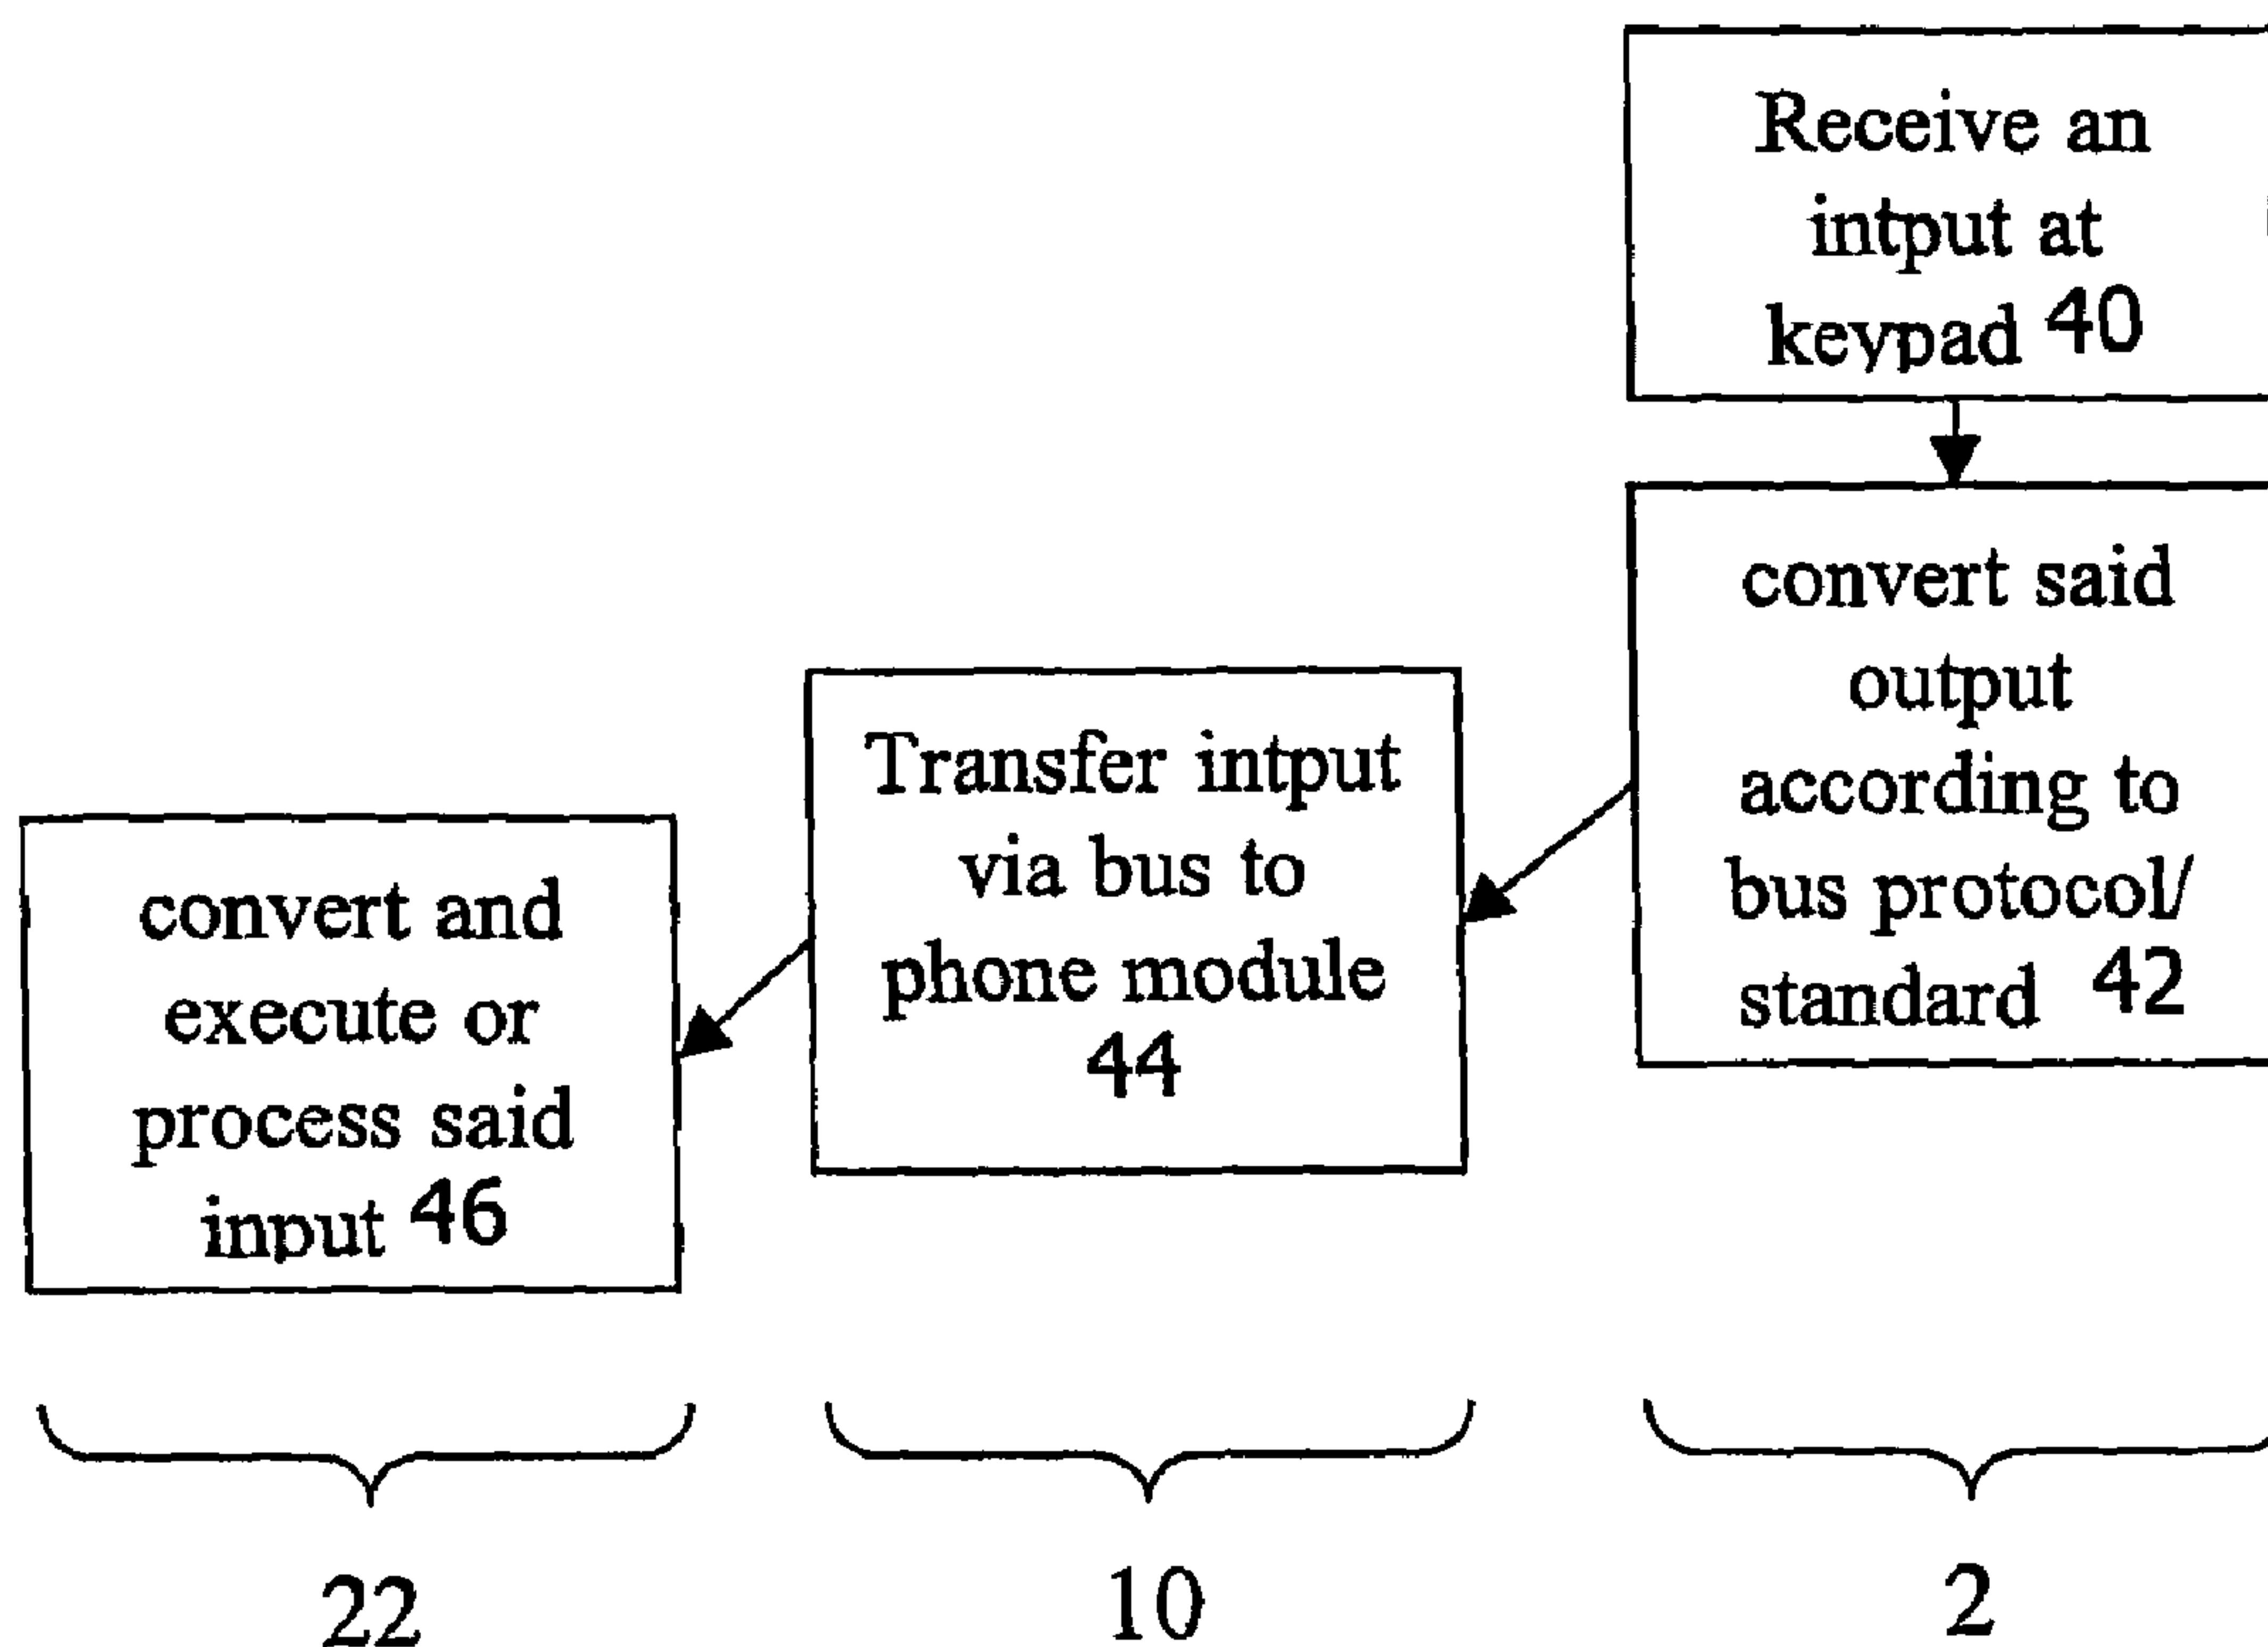 Receive an
intput at
keypad 40
convert said
output
according to
bus protocol/
standard 42
Transfer intput
via bus to
phone module
44
convert and
execute or
process said
input 46
22
10
2